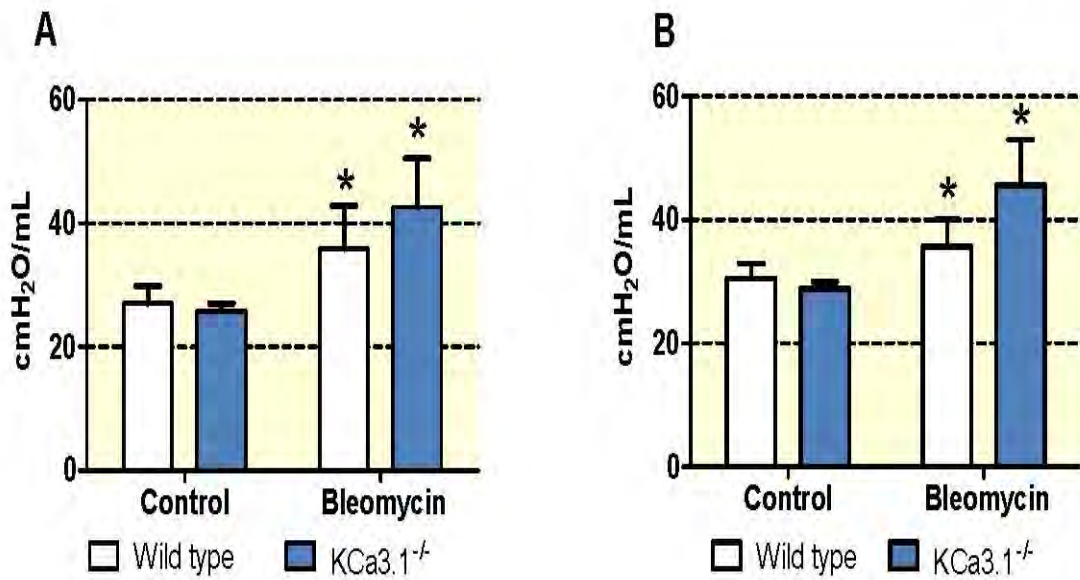 A
60
40
20
0
cmH₂O/mL
*
*
Control
Bleomycin
Wild type
KCa3.1⁻/⁻
B
60
40
20
0
cmH₂O/mL
*
*
Control
Bleomycin
Wild type
KCa3.1⁻/⁻